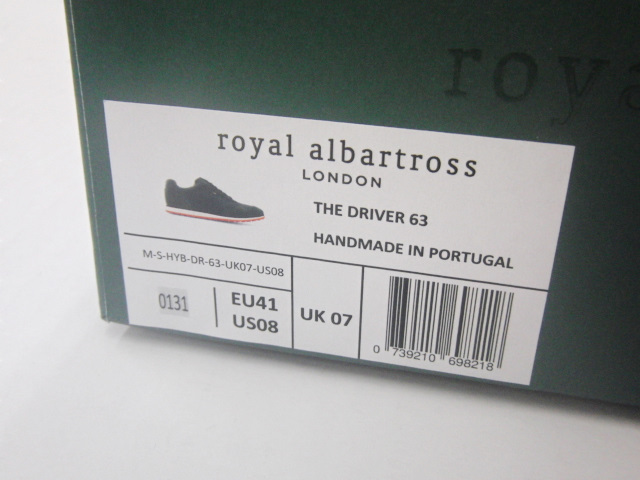 roya
royal albartross
LONDON
THE DRIVER 63
HANDMADE IN PORTUGAL
M-S-HYB-DR-63-UK07-US08
0131
EU41
US08
UK 07
0 739210 698218